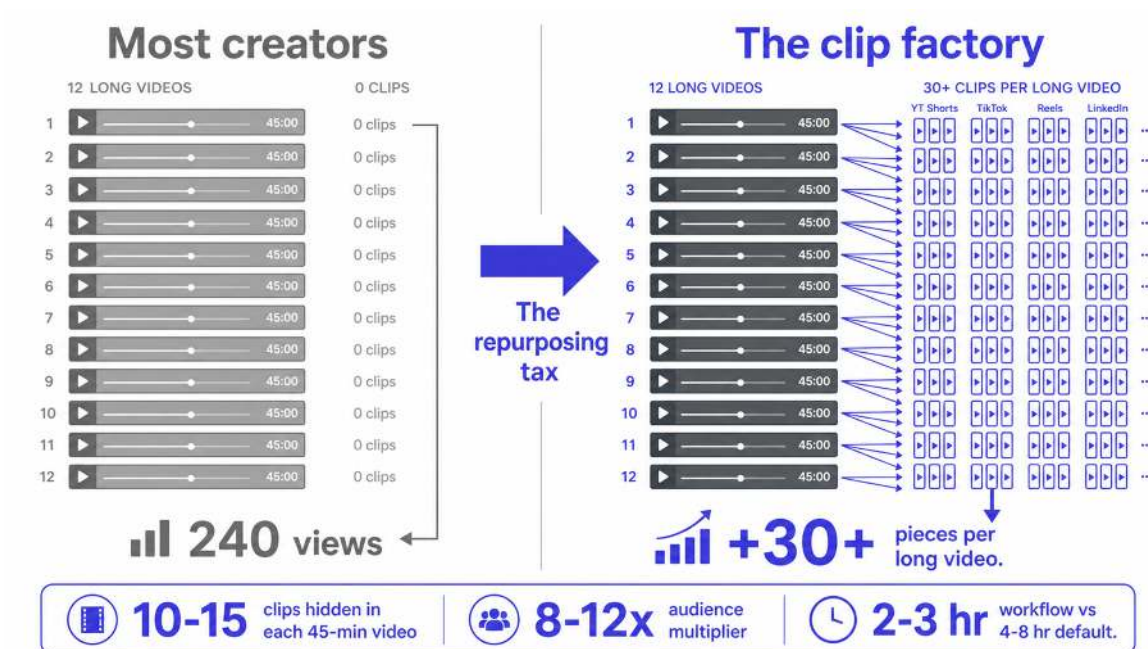 Most creators
12 LONG VIDEOS 0 CLIPS
1 45:00 0 clips
2 45:00 0 clips
3 45:00 0 clips
4 45:00 0 clips
5 45:00 0 clips
6 45:00 0 clips
7 45:00 0 clips
8 45:00 0 clips
9 45:00 0 clips
10 45:00 0 clips
11 45:00 0 clips
12 45:00 0 clips
240 views
The
repurposing
tax
The clip factory
12 LONG VIDEOS 30+ CLIPS PER LONG VIDEO
YT Shorts TikTok Reels LinkedIn
1 45:00 ...
2 45:00 ...
3 45:00 ...
4 45:00 ...
5 45:00 ...
6 45:00 ...
7 45:00 ...
8 45:00 ...
9 45:00 ...
10 45:00 ...
11 45:00 ...
12 45:00 ...
+30+ pieces per
long video.
10-15 clips hidden in
each 45-min video
8-12x audience
multiplier
2-3 hr workflow vs
4-8 hr default.